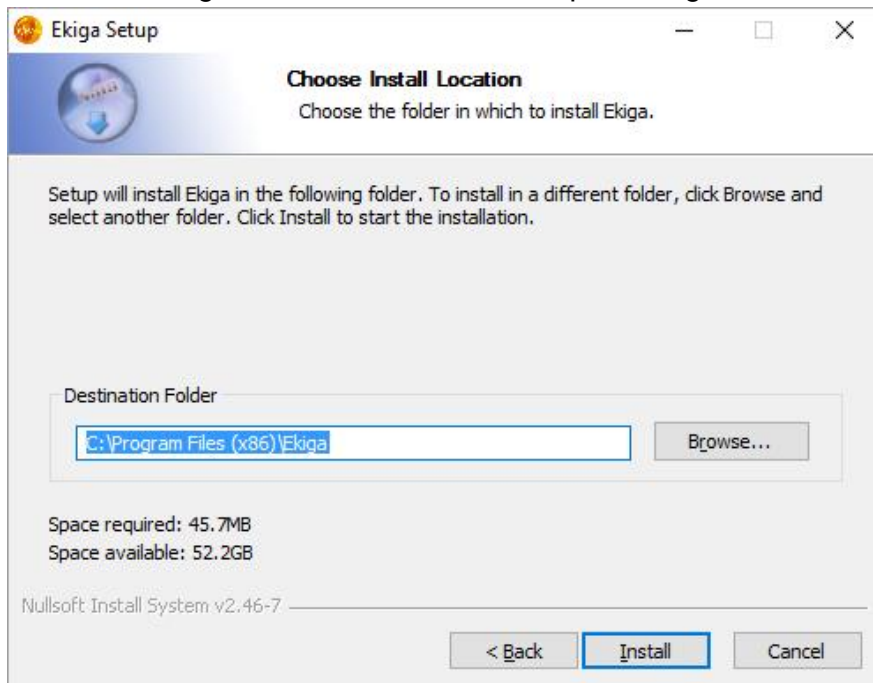 Ekiga Setup
Choose Install Location
Choose the folder in which to install Ekiga.
Setup will install Ekiga in the following folder. To install in a different folder, click Browse and
select another folder. Click Install to start the installation.
Destination Folder
C:\Program Files (x86)\Ekiga
Browse...
Space required: 45.7MB
Space available: 52.2GB
Nullsoft Install System v2.46-7
< Back
Install
Cancel